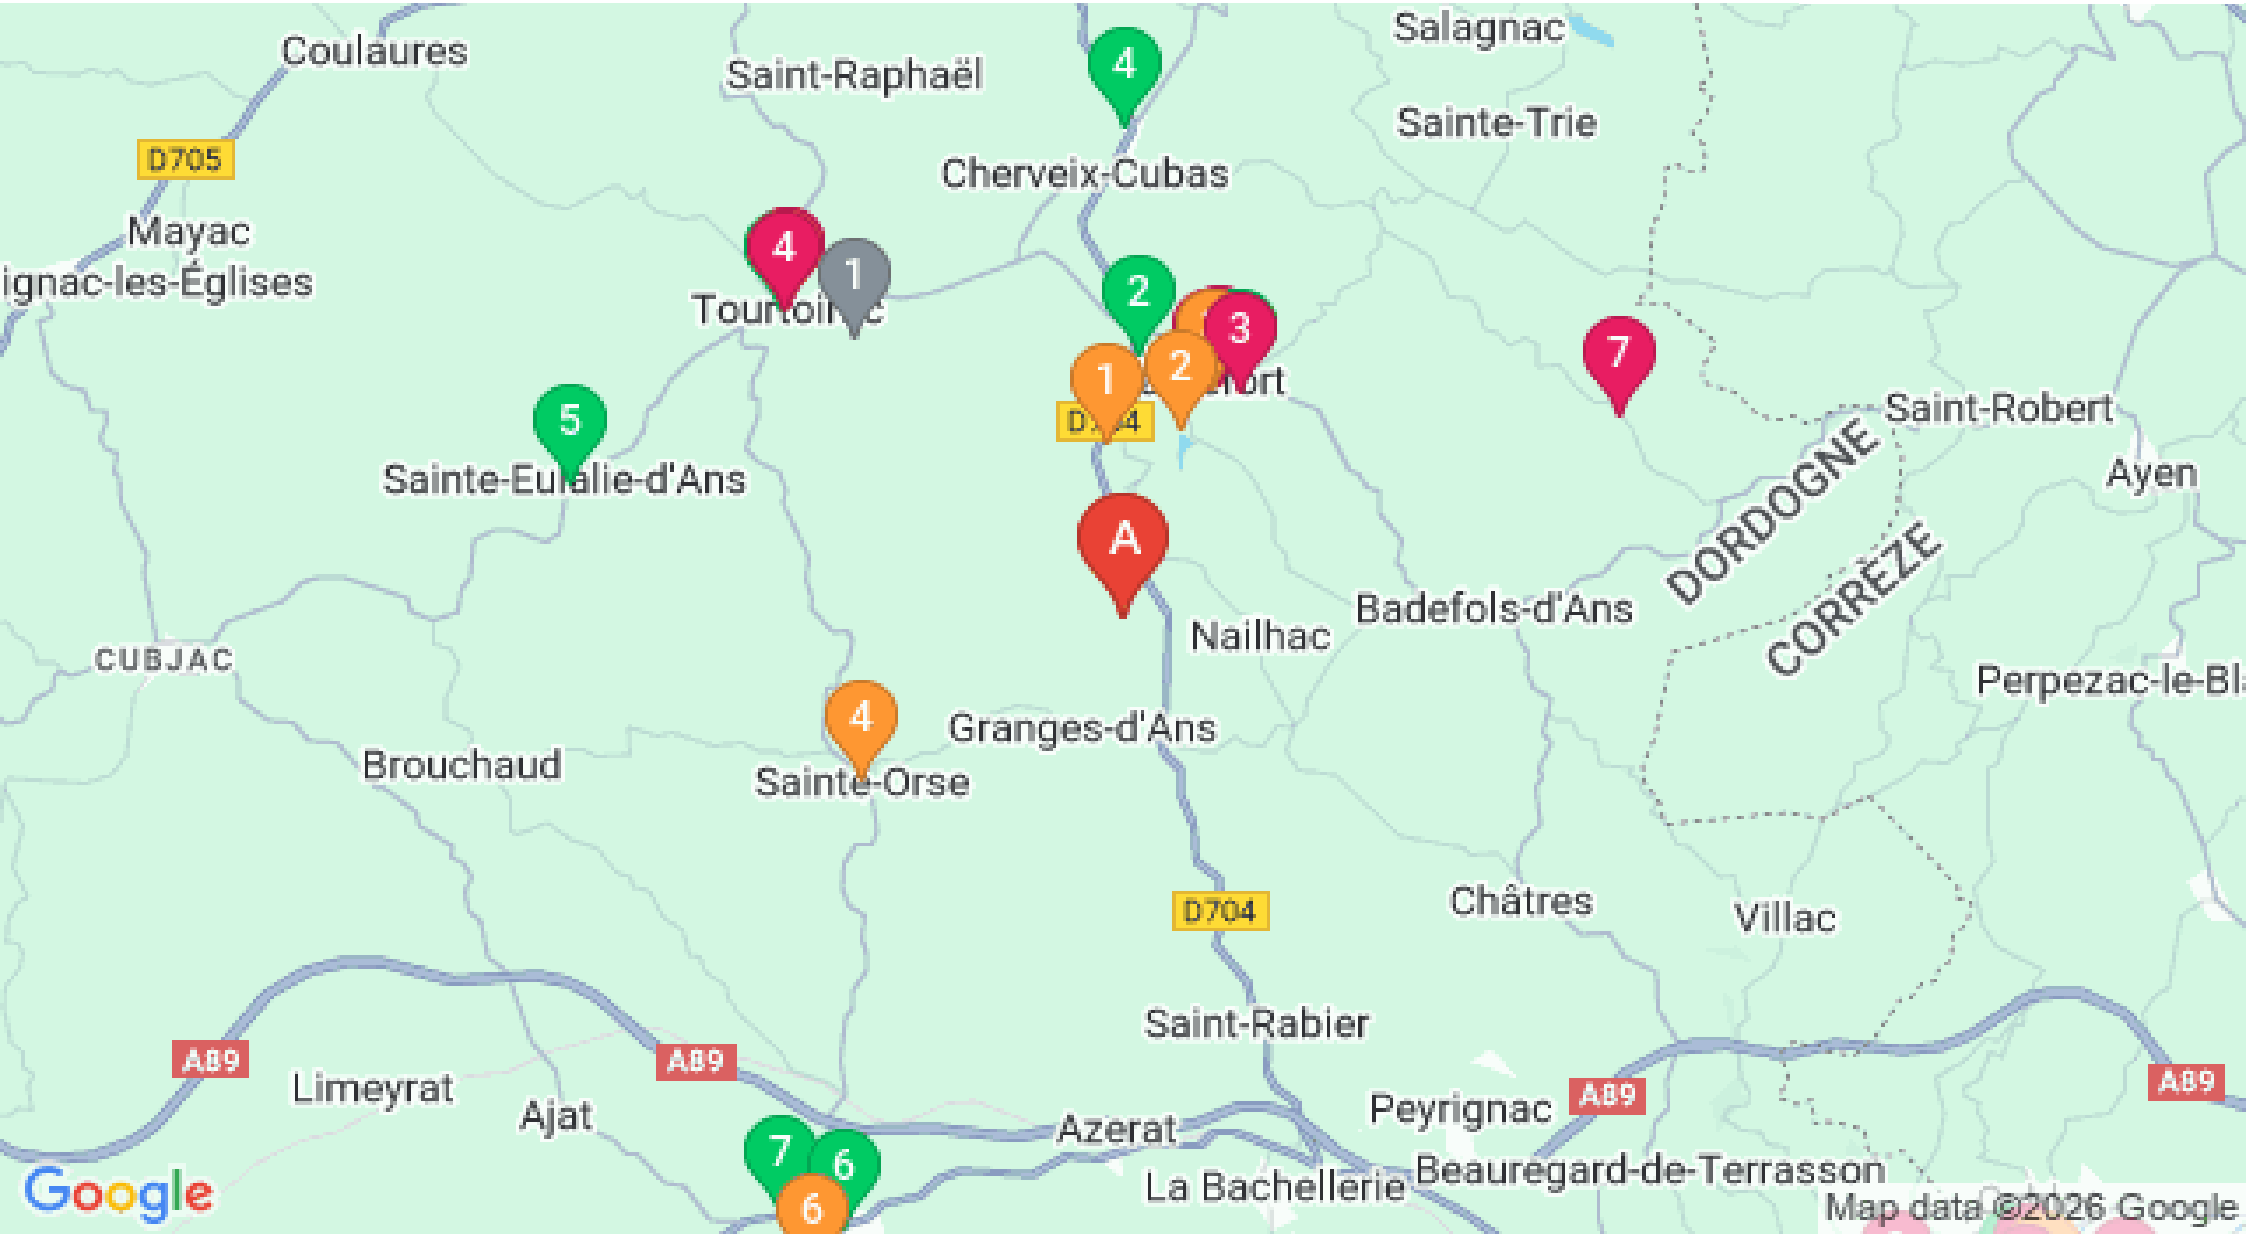 Coulaures
Salagnac
Saint-Raphaël
4
Sainte-Trie
D705
Cherveix-Cubas
Mayac
4
1
ignac-les-Églises
2
3
7
1
2
5
Saint-Robert
Sainte-Eulalie-d'Ans
Ayen
A
DORDOGNE
CORRÈZE
Badefols-d'Ans
Nailhac
CUBJAC
Perpezac-le-Bl
4
Granges-d'Ans
Brouchaud
Sainte-Orse
Châtres
D704
Villac
Saint-Rabier
A89
A89
A89
A89
Limeyrat
Ajat
Azerat
Peyrignac
7
6
Beauregard-de-Terrasson
La Bachellerie
6
Google
Map data ©2026 Google